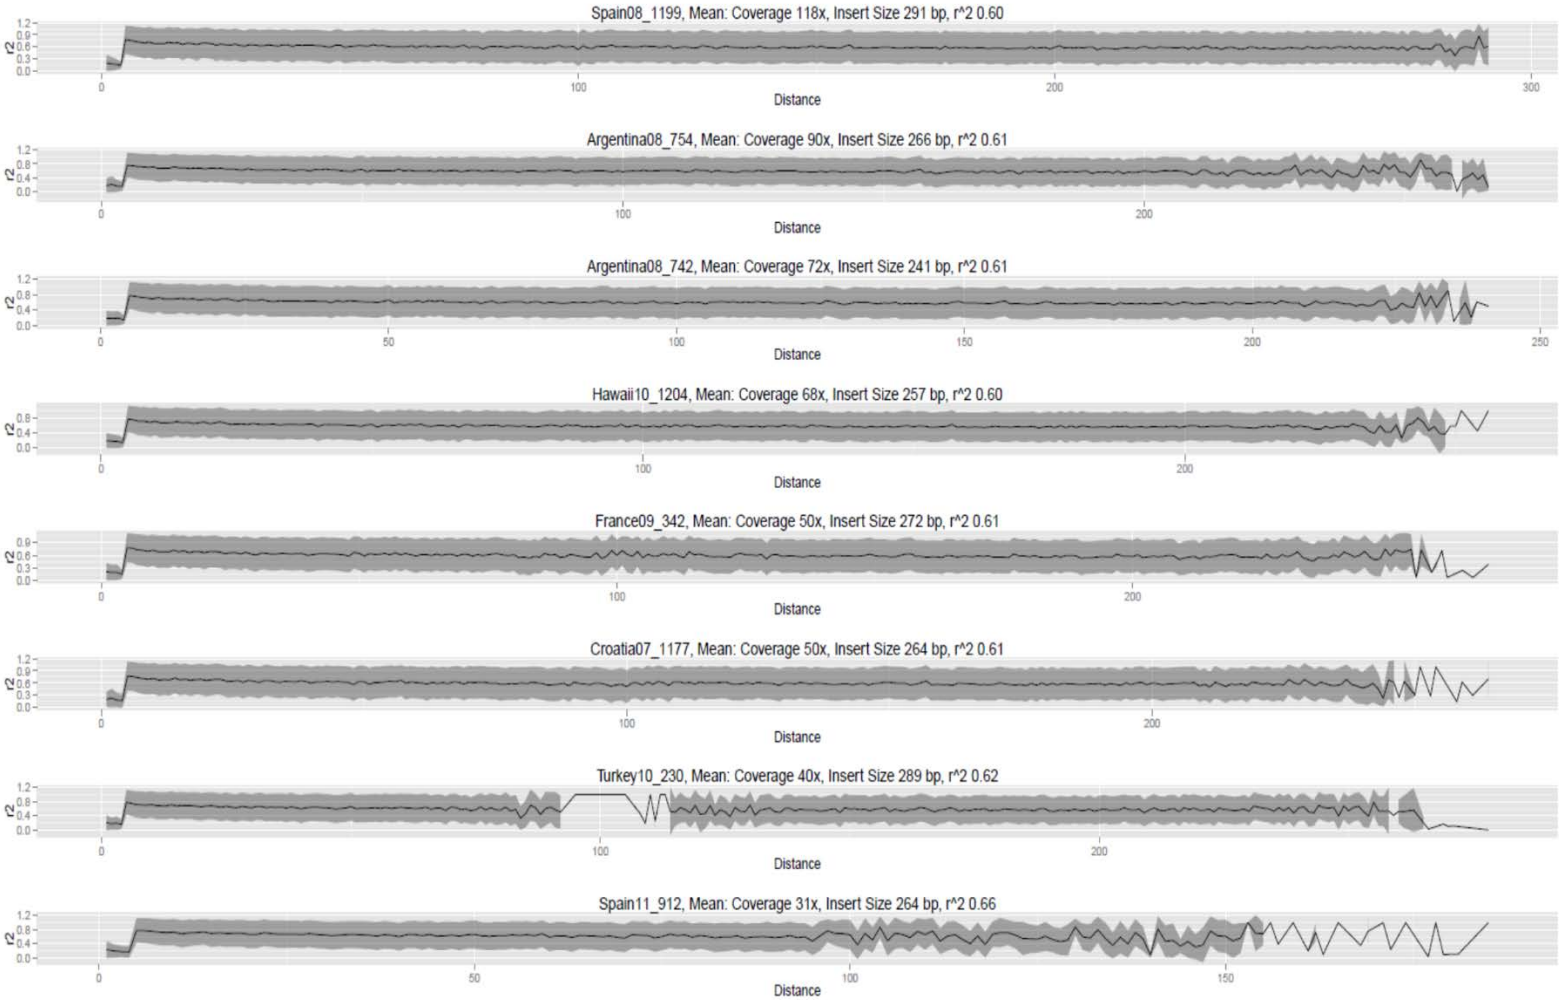 Spain08_1199, Mean: Coverage 118x, Insert Size 291 bp, r^2 0.60
1.2
0.9
0.6
0.3
0.0
r2
0 100 200 300
Distance
Argentina08_754, Mean: Coverage 90x, Insert Size 266 bp, r^2 0.61
1.2
0.8
0.4
0.0
r2
0 100 200
Distance
Argentina08_742, Mean: Coverage 72x, Insert Size 241 bp, r^2 0.61
1.2
0.8
0.4
0.0
r2
0 50 100 150 200 250
Distance
Hawaii10_1204, Mean: Coverage 68x, Insert Size 257 bp, r^2 0.60
0.8
0.4
0.0
r2
0 100 200
Distance
France09_342, Mean: Coverage 50x, Insert Size 272 bp, r^2 0.61
0.9
0.6
0.3
0.0
r2
0 100 200
Distance
Croatia07_1177, Mean: Coverage 50x, Insert Size 264 bp, r^2 0.61
1.2
0.9
0.6
0.3
0.0
r2
0 100 200
Distance
Turkey10_230, Mean: Coverage 40x, Insert Size 289 bp, r^2 0.62
1.2
0.8
0.4
0.0
r2
0 100 200
Distance
Spain11_912, Mean: Coverage 31x, Insert Size 264 bp, r^2 0.66
1.2
0.8
0.4
0.0
r2
0 50 100 150
Distance